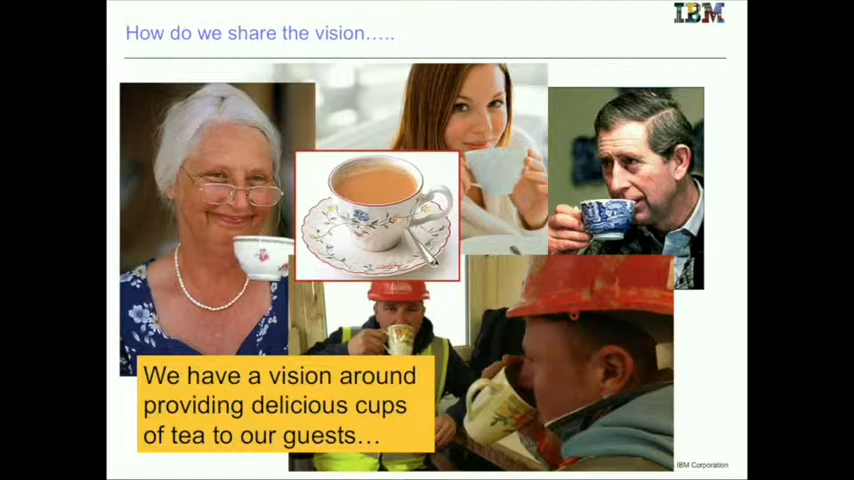 How do we share the vision…..
IBM
We have a vision around
providing delicious cups
of tea to our guests…
IBM Corporation